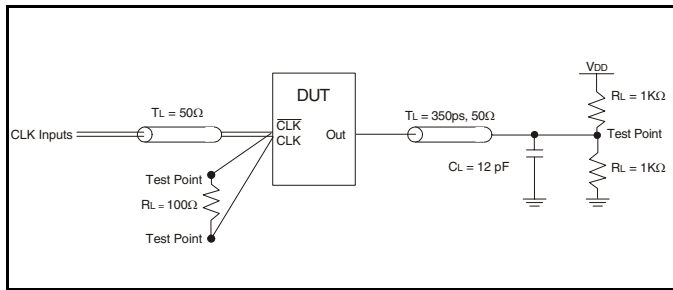 VDD
DUT
RL = 1KΩ
TL = 50Ω
TL = 350ps, 50Ω
CLK
CLK Inputs
CLK
Out
Test Point
Test Point
CL = 12 pF
RL = 1KΩ
RL = 100Ω
Test Point